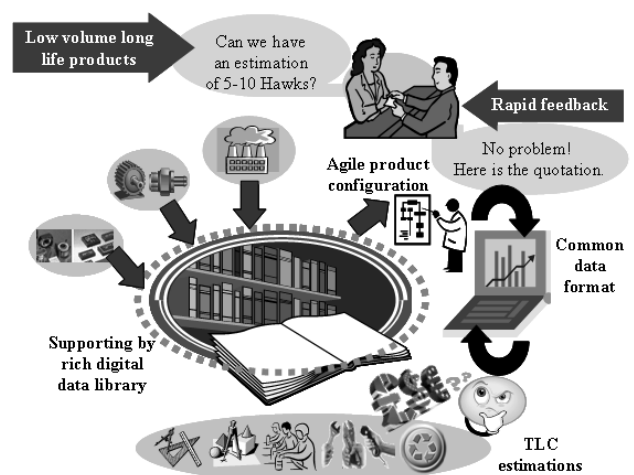 Low volume long
life products
Can we have
an estimation
of 5-10 Hawks?
Rapid feedback
No problem!
Here is the quotation.
Agile product
configuration
Common
data
format
Supporting by
rich digital
data library
??
TLC
estimations